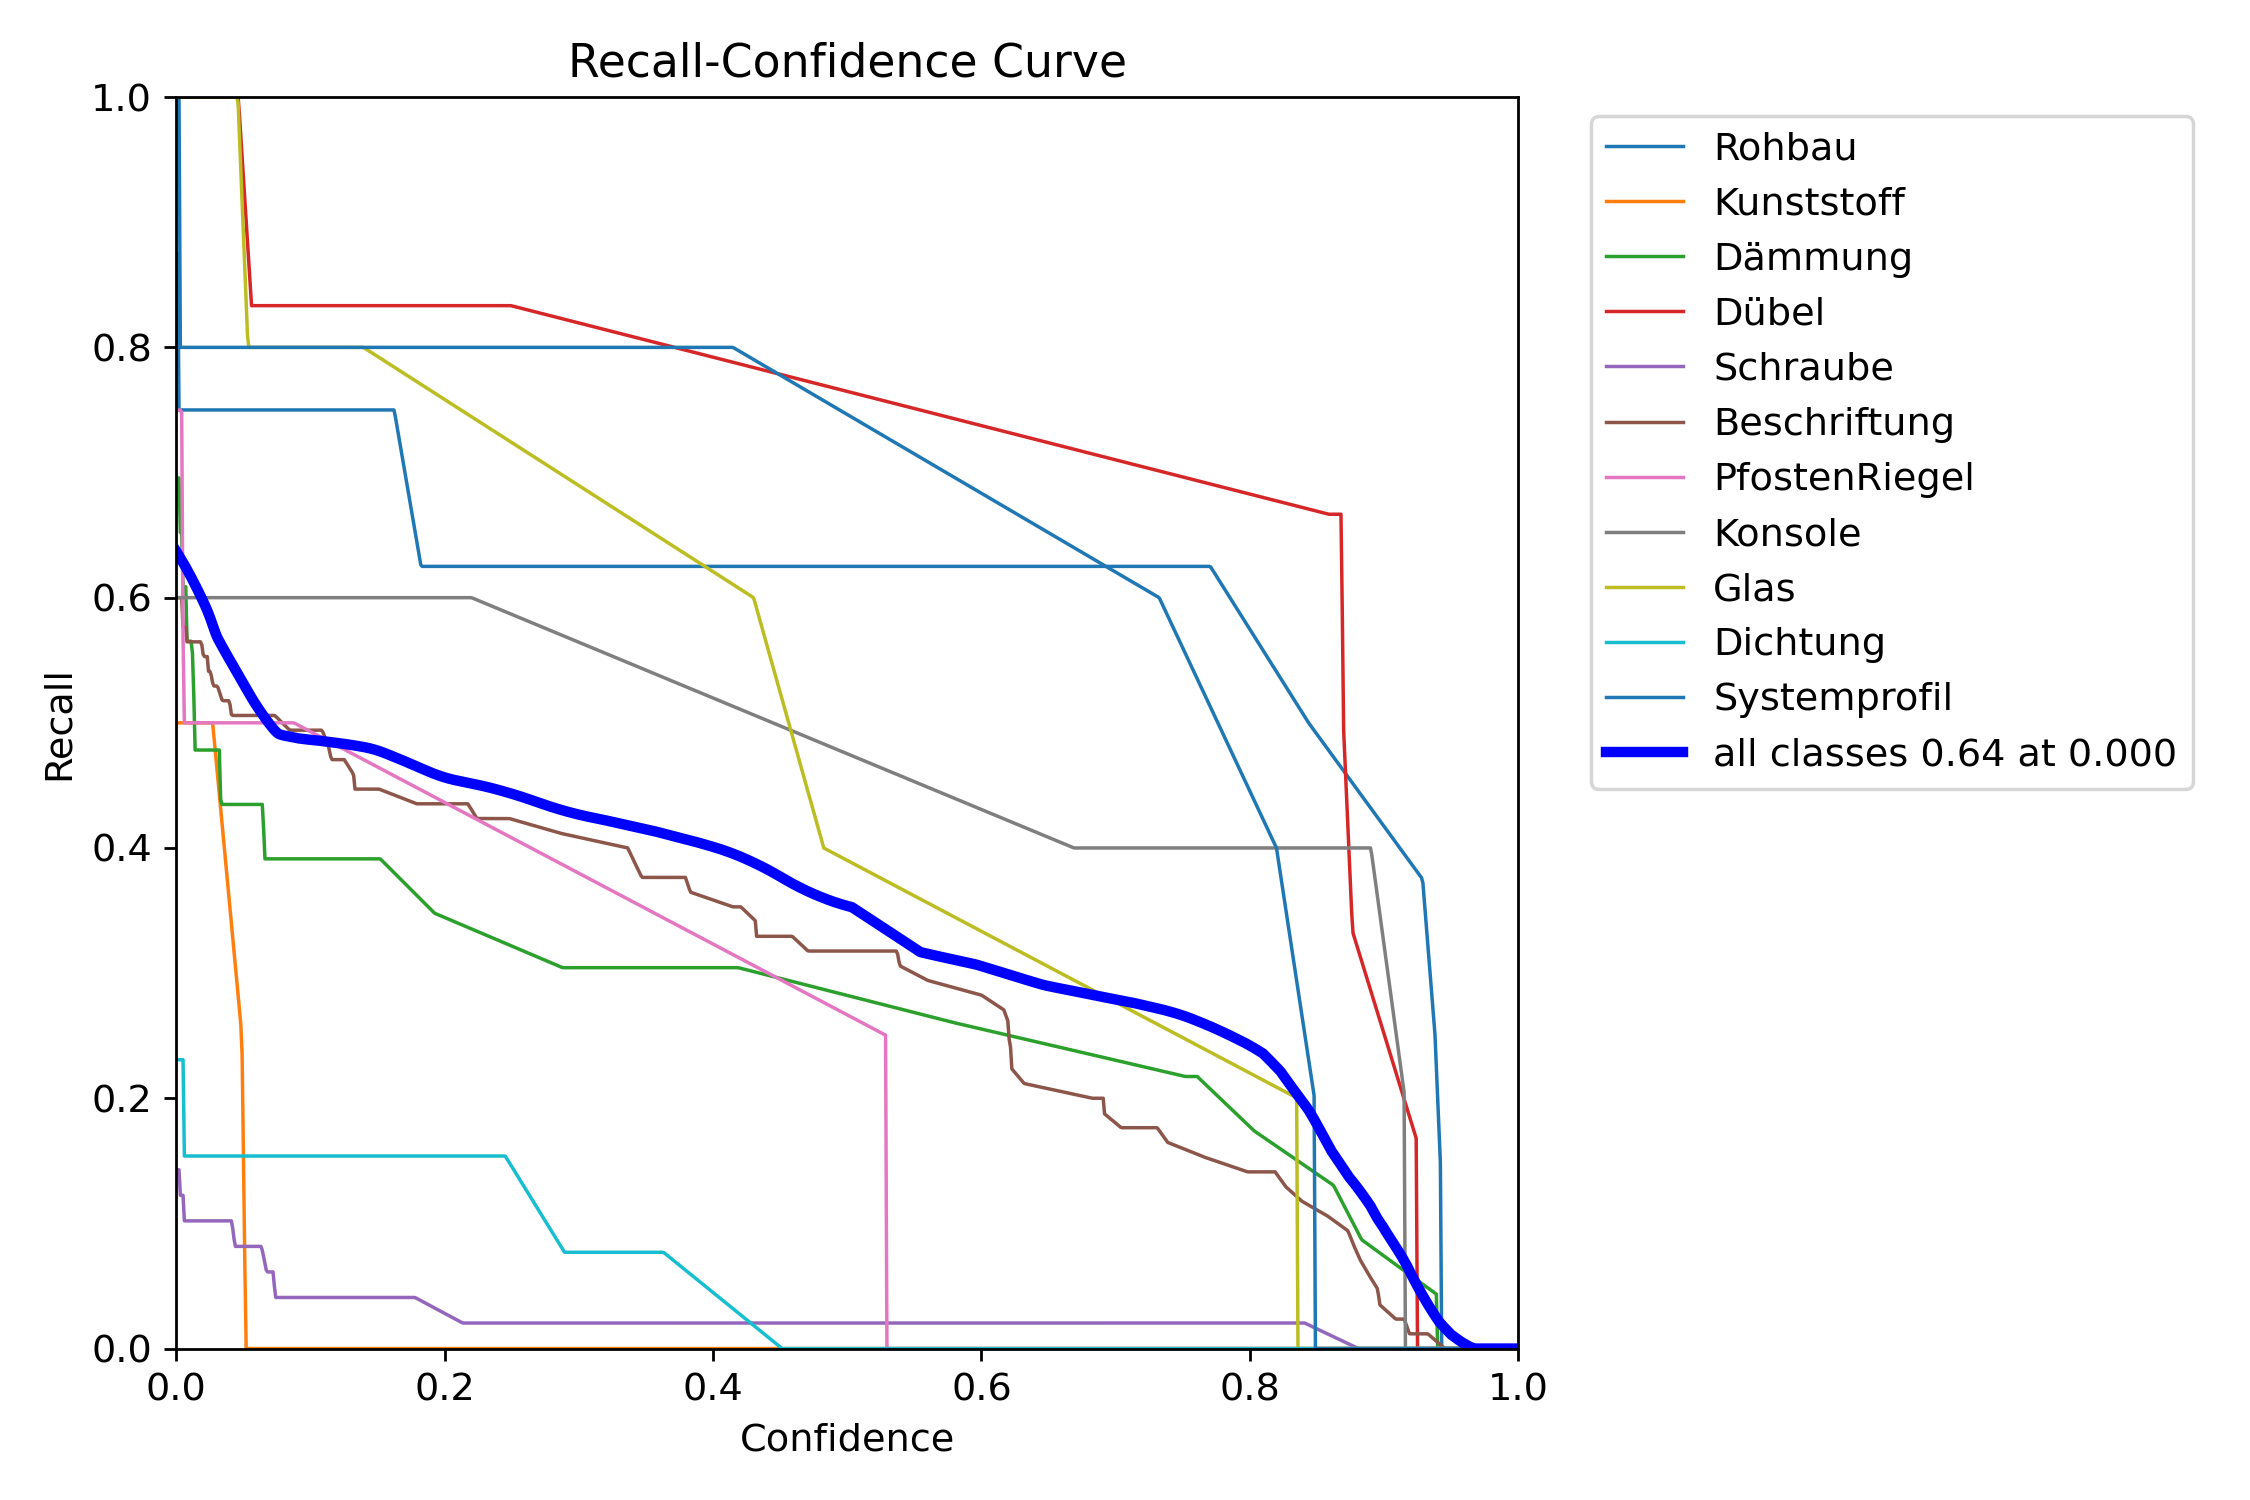 Recall-Confidence Curve
1.0
0.8
0.6
0.4
0.2
0.0
Recall
0.0 0.2 0.4 0.6 0.8 1.0
Confidence
Rohbau
Kunststoff
Dämmung
Dübel
Schraube
Beschriftung
PfostenRiegel
Konsole
Glas
Dichtung
Systemprofil
all classes 0.64 at 0.000